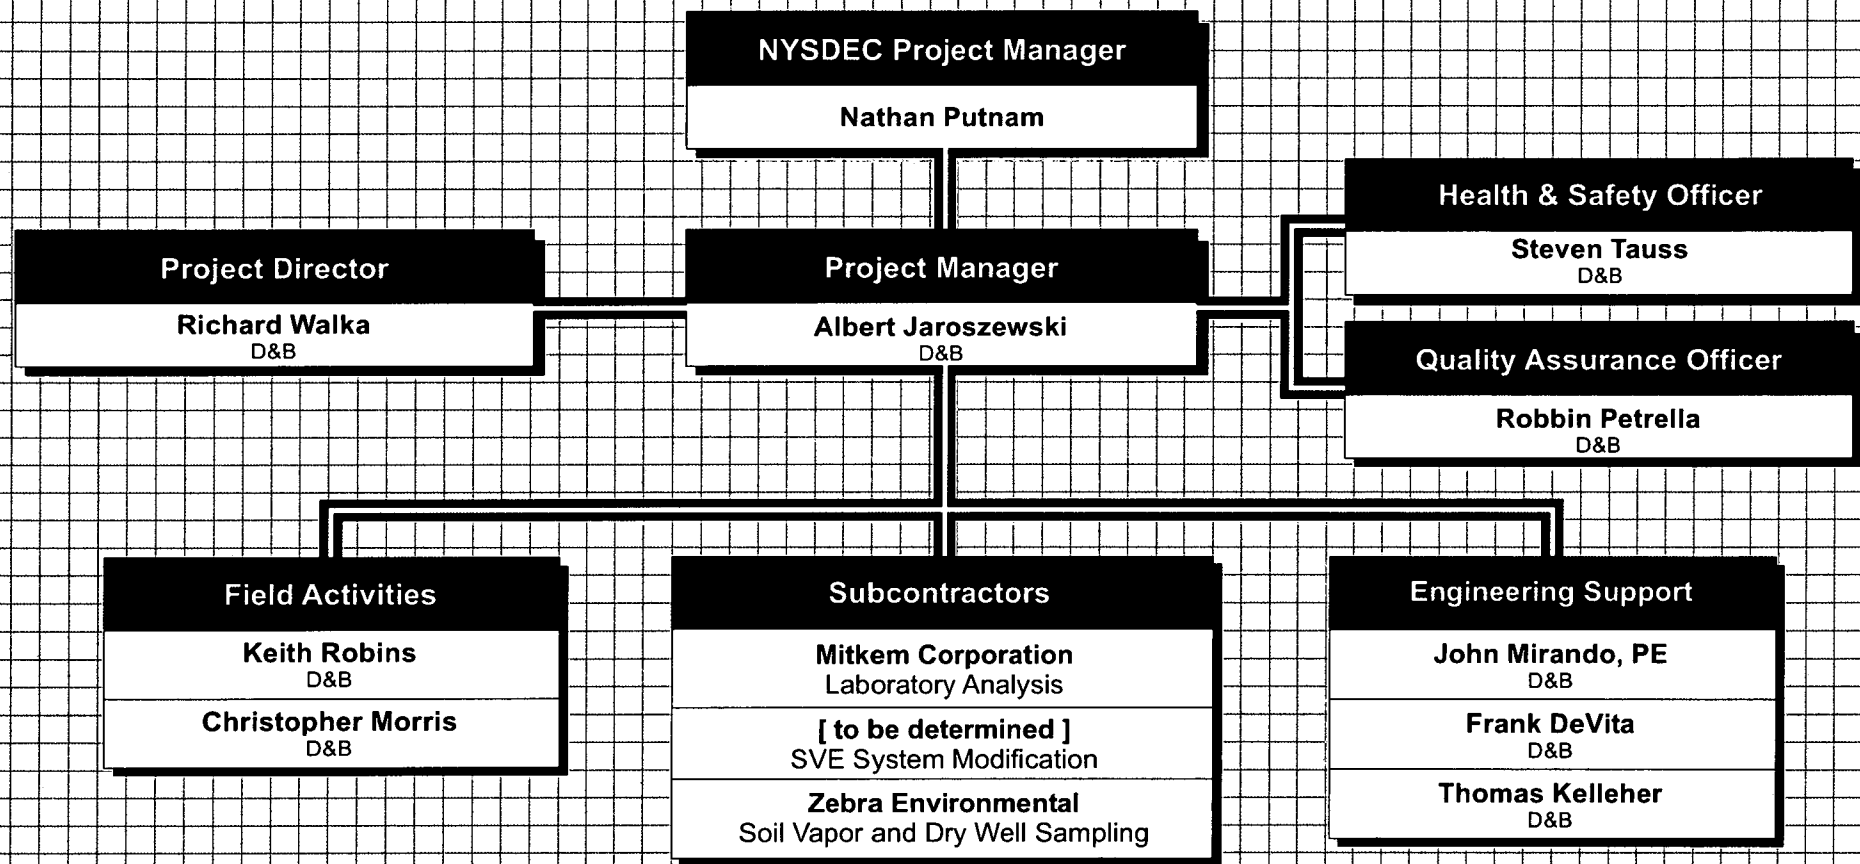 NYSDEC Project Manager
Nathan Putnam
Project Director
Richard Walka
D&B
Project Manager
Albert Jaroszewski
D&B
Health & Safety Officer
Steven Tauss
D&B
Quality Assurance Officer
Robbin Petrella
D&B
Field Activities
Keith Robins
D&B
Christopher Morris
D&B
Subcontractors
Mitkem Corporation
Laboratory Analysis
[ to be determined ]
SVE System Modification
Zebra Environmental
Soil Vapor and Dry Well Sampling
Engineering Support
John Mirando, PE
D&B
Frank DeVita
D&B
Thomas Kelleher
D&B